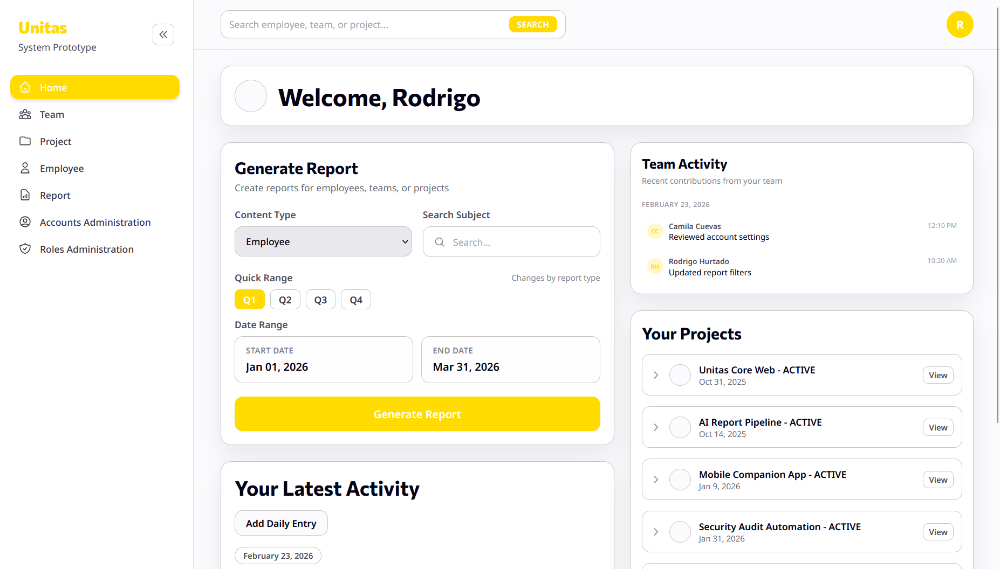 Unitas
System Prototype
Home
Team
Project
Employee
Report
Accounts Administration
Roles Administration
Search employee, team, or project...
SEARCH
R
Welcome, Rodrigo
Generate Report
Create reports for employees, teams, or projects
Content Type
Search Subject
Employee
Search...
Quick Range
Changes by report type
Q1
Q2
Q3
Q4
Date Range
START DATE
Jan 01, 2026
END DATE
Mar 31, 2026
Generate Report
Your Latest Activity
Add Daily Entry
February 23, 2026
Team Activity
Recent contributions from your team
FEBRUARY 23, 2026
CC
Camila Cuevas
12:10 PM
Reviewed account settings
RH
Rodrigo Hurtado
10:20 AM
Updated report filters
Your Projects
Unitas Core Web - ACTIVE
Oct 31, 2025
View
AI Report Pipeline - ACTIVE
Oct 14, 2025
View
Mobile Companion App - ACTIVE
Jan 9, 2026
View
Security Audit Automation - ACTIVE
Jan 31, 2026
View